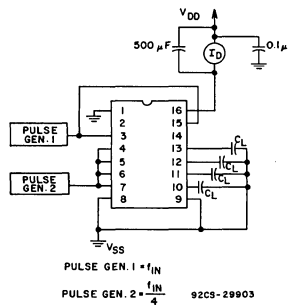 VDD
500 µF
ID
0.1µ
1 16
2 15
3 14
4 13
5 12
6 11
7 10
8 9
CL
CL
CL
CL
PULSE GEN. 1
PULSE GEN. 2
VSS
PULSE GEN. 1 = fIN
PULSE GEN. 2 = fIN/4
92CS-29903